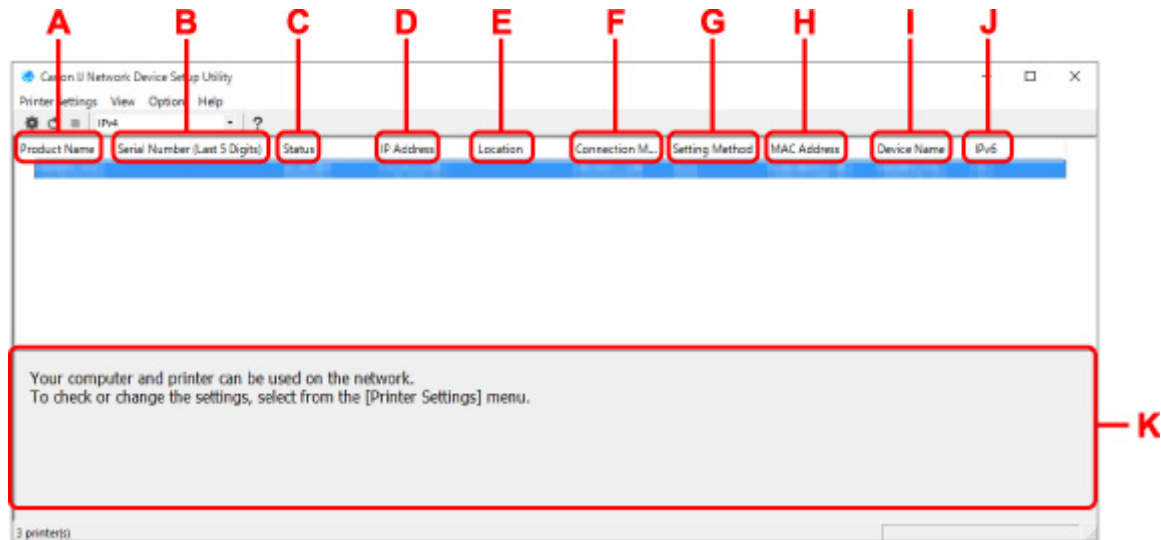 A B C D E F G H I J
Canon IJ Network Device Setup Utility
Printer Settings View Option Help
IPv4 ?
Product Name Serial Number (Last 5 Digits) Status IP Address Location Connection M... Setting Method MAC Address Device Name IPv6
Your computer and printer can be used on the network.
To check or change the settings, select from the [Printer Settings] menu.
K
3 printer(s)